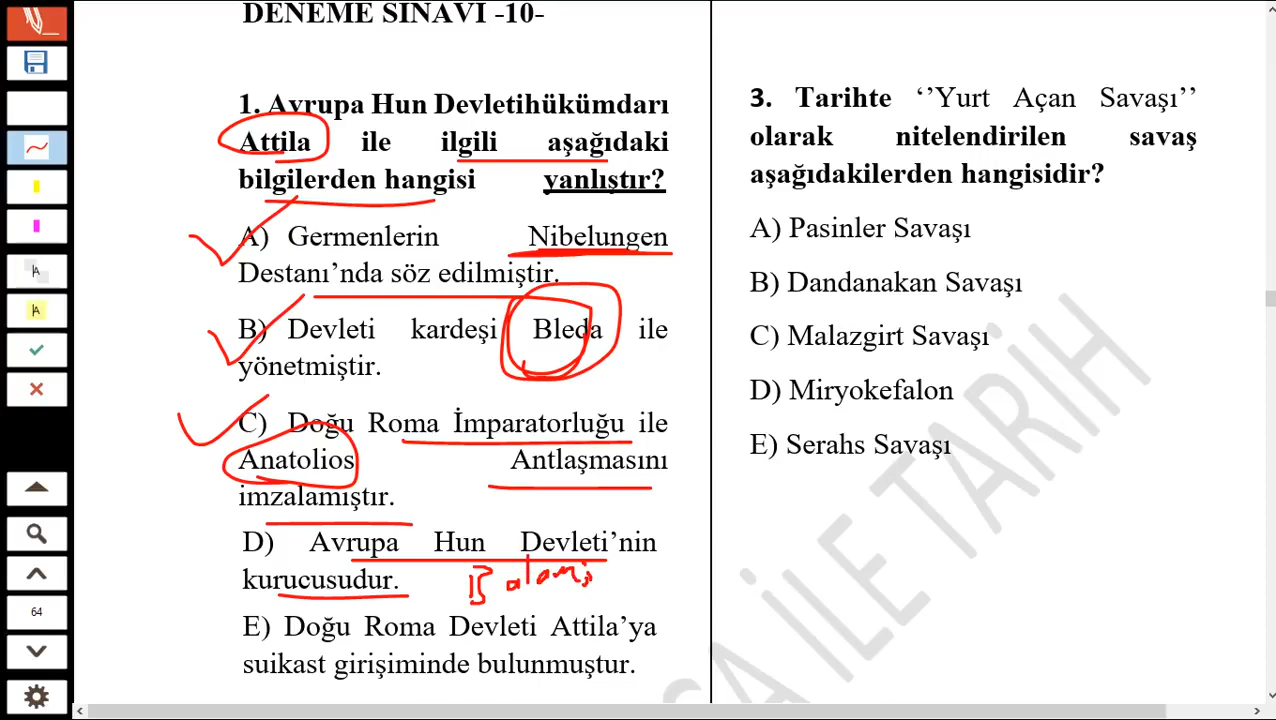 DENEME SINAVI -10-
1. Avrupa Hun Devletihükümdarı
Attila ile ilgili aşağıdaki
bilgilerden hangisi yanlıştır?
A) Germenlerin Nibelungen
Destanı’nda söz edilmiştir.
B) Devleti kardeşi Bleda ile
yönetmiştir.
C) Doğu Roma İmparatorluğu ile
Anatolios Antlaşmasını
imzalamıştır.
D) Avrupa Hun Devleti’nin
kurucusudur.
E) Doğu Roma Devleti Attila’ya
suikast girişiminde bulunmuştur.
3. Tarihte ‘’Yurt Açan Savaşı’’
olarak nitelendirilen savaş
aşağıdakilerden hangisidir?
A) Pasinler Savaşı
B) Dandanakan Savaşı
C) Malazgirt Savaşı
D) Miryokefalon
E) Serahs Savaşı
SA İLE TARİH
64